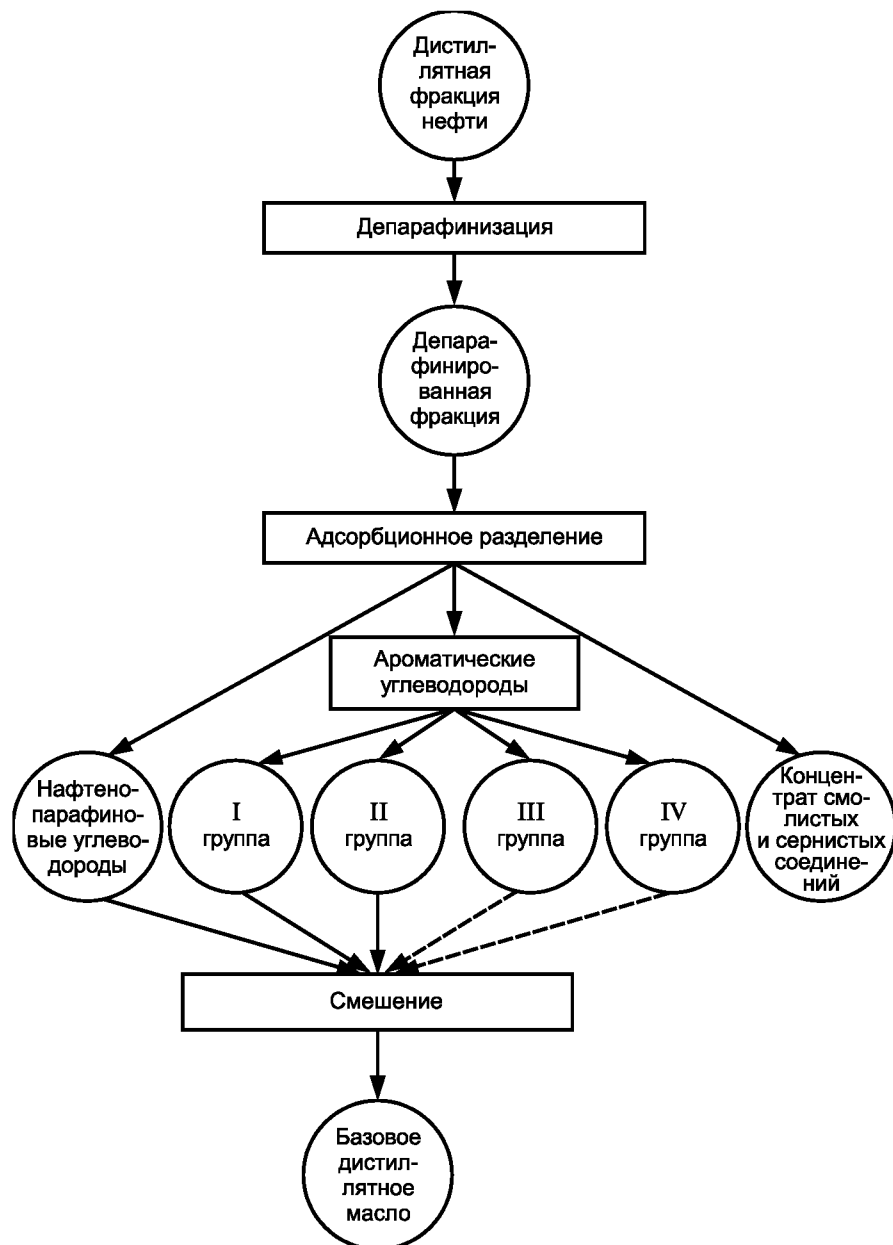 Дистил-
лятная
фракция
нефти
Депарафинизация
Депара-
финиро-
ванная
фракция
Адсорбционное разделение
Ароматические
углеводороды
Нафтено-
парафино-
вые углево-
дороды
I
группа
II
группа
III
группа
IV
группа
Концен-
трат смо-
листых
и сернистых
соедине-
ний
Смешение
Базовое
дистил-
лятное
масло